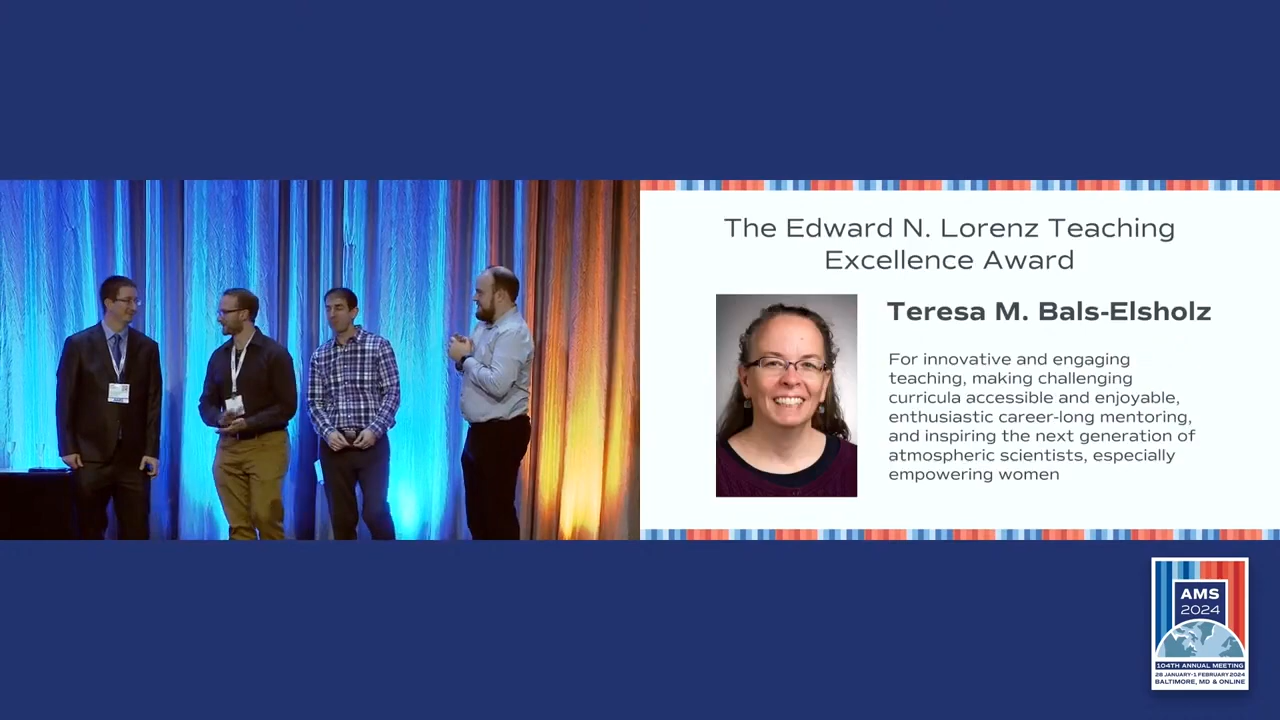 The Edward N. Lorenz Teaching
Excellence Award
Teresa M. Bals-Elsholz
For innovative and engaging
teaching, making challenging
curricula accessible and enjoyable,
enthusiastic career-long mentoring,
and inspiring the next generation of
atmospheric scientists, especially
empowering women
AMS
2024
104TH ANNUAL MEETING
28 JANUARY-1 FEBRUARY 2024
BALTIMORE, MD & ONLINE